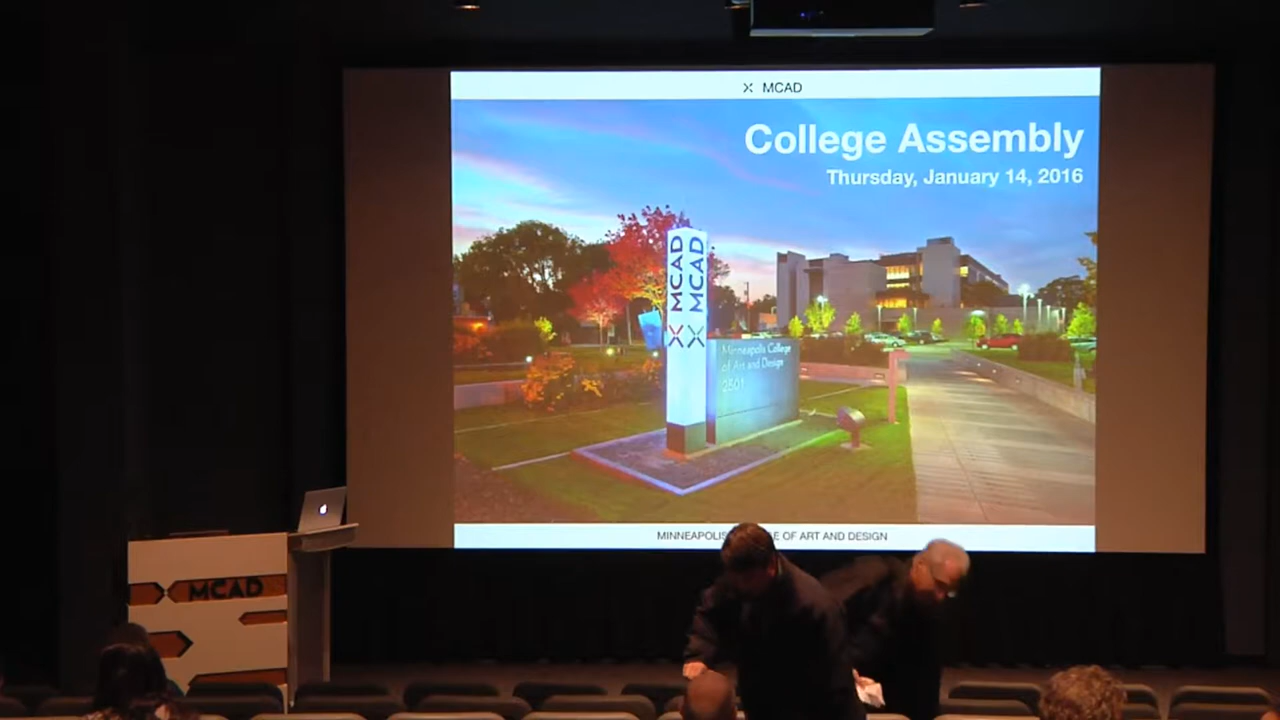 MCAD
College Assembly
Thursday, January 14, 2016
MCAD
MCAD
Minneapolis College
of Art and Design
2501
MINNEAPOLIS E OF ART AND DESIGN
MCAD